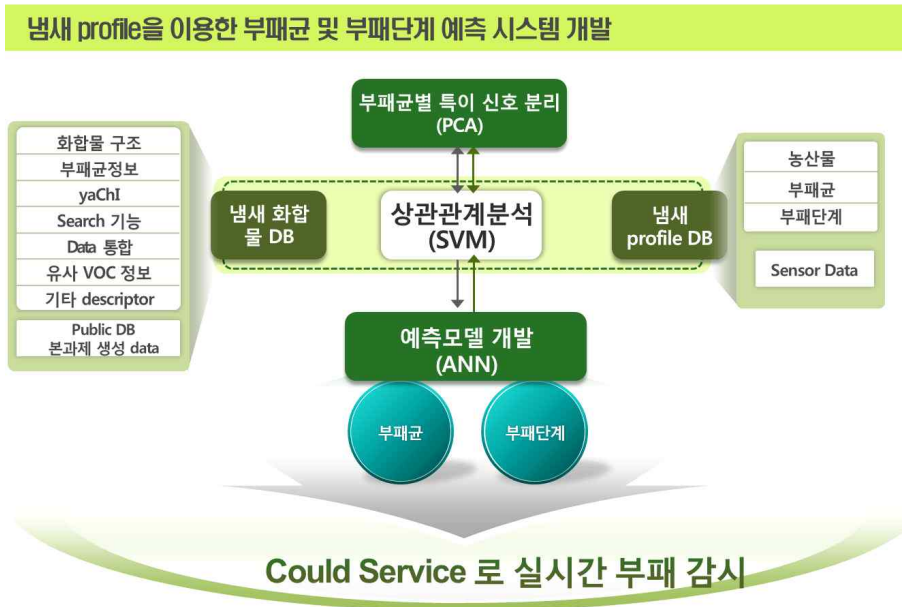 냄새 profile을 이용한 부패균 및 부패단계 예측 시스템 개발
부패균별 특이 신호 분리
(PCA)
화합물 구조
부패균정보
yaChI
Search 기능
Data 통합
유사 VOC 정보
기타 descriptor
Public DB
본과제 생성 data
냄새 화합
물 DB
상관관계분석
(SVM)
냄새
profile DB
농산물
부패균
부패단계
Sensor Data
예측모델 개발
(ANN)
부패균
부패단계
Could Service 로 실시간 부패 감시